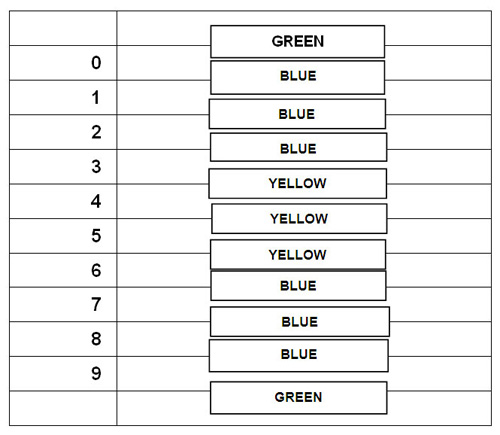 GREEN
0
BLUE
1
BLUE
2
BLUE
3
YELLOW
4
YELLOW
5
YELLOW
6
BLUE
7
BLUE
8
BLUE
9
GREEN